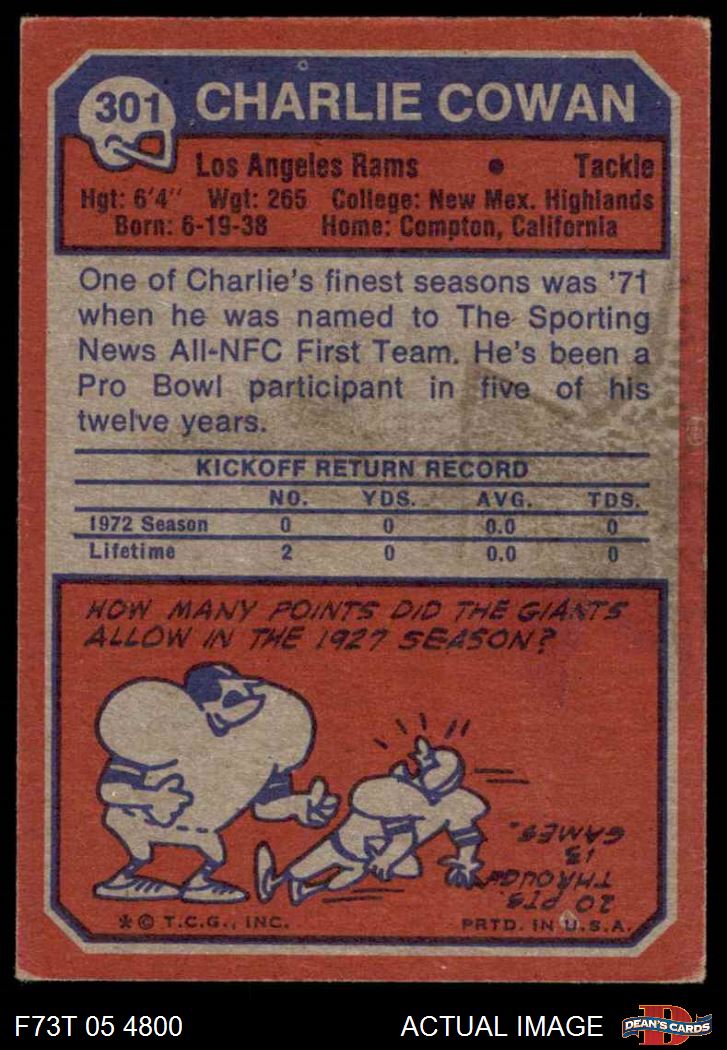 301 CHARLIE COWAN
Los Angeles Rams • Tackle
Hgt: 6'4" Wgt: 265 College: New Mex. Highlands
Born: 6-19-38 Home: Compton, California
One of Charlie's finest seasons was '71
when he was named to The Sporting
News All-NFC First Team. He's been a
Pro Bowl participant in five of his
twelve years.
KICKOFF RETURN RECORD
NO. YDS. AVG. TDS.
1972 Season 0 0 0.0 0
Lifetime 2 0 0.0 0
HOW MANY POINTS DID THE GIANTS
ALLOW IN THE 1927 SEASON?
20 PTS.
THROUGH
13
GAMES.
* © T.C.G., INC. PRTD. IN U.S.A.
F73T 05 4800 ACTUAL IMAGE D DEAN'S CARDS